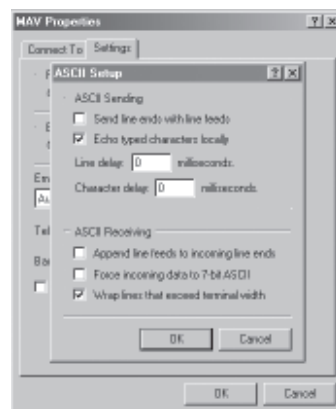 MAV Properties
Connect To Settings
ASCII Setup
ASCII Sending
Send line ends with line feeds
Echo typed characters locally
Line delay: 0 milliseconds.
Character delay: 0 milliseconds.
ASCII Receiving
Append line feeds to incoming line ends
Force incoming data to 7-bit ASCII
Wrap lines that exceed terminal width
OK Cancel
OK Cancel